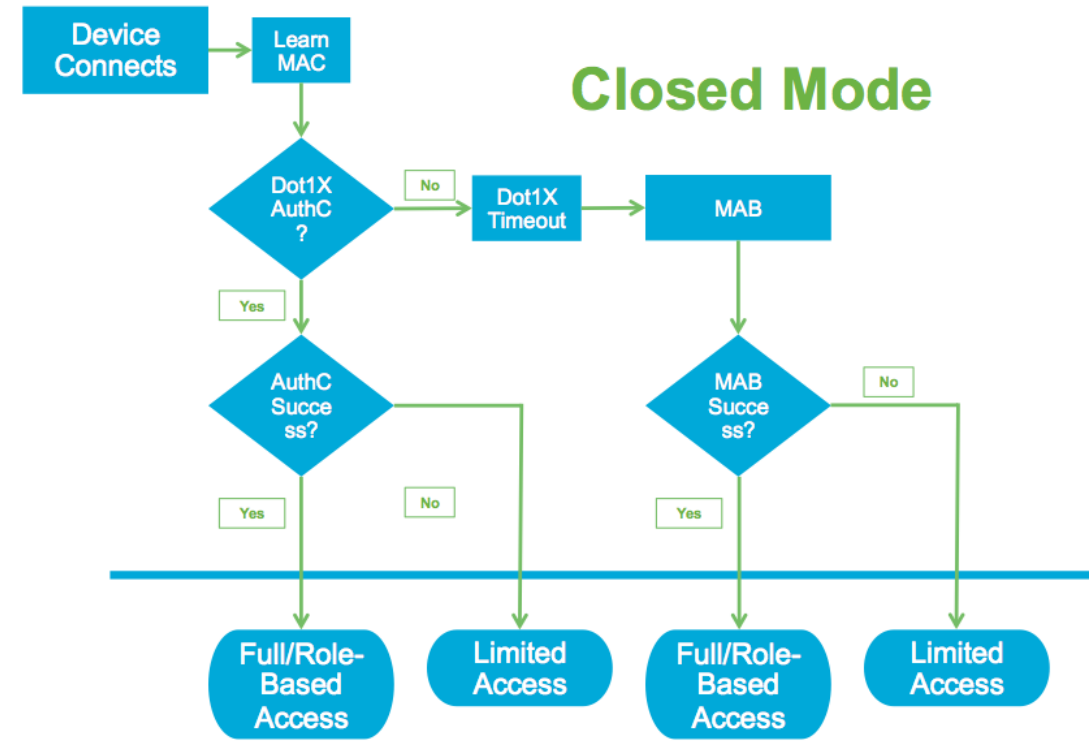 Device
Connects
Learn
MAC
Closed Mode
Dot1X
AuthC
?
No
Dot1X
Timeout
MAB
Yes
AuthC
Succe
ss?
MAB
Succe
ss?
No
Yes
No
Yes
Full/Role-
Based
Access
Limited
Access
Full/Role-
Based
Access
Limited
Access